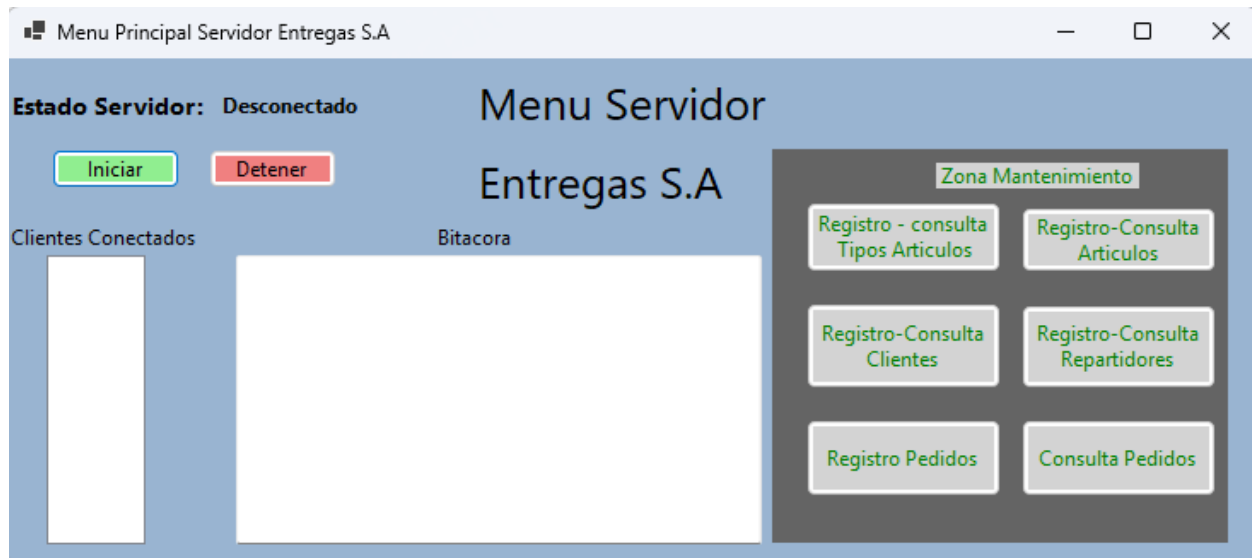 Menu Principal Servidor Entregas S.A
Estado Servidor: Desconectado
Menu Servidor
Entregas S.A
Iniciar
Detener
Clientes Conectados
Bitacora
Zona Mantenimiento
Registro - consulta
Tipos Articulos
Registro-Consulta
Articulos
Registro-Consulta
Clientes
Registro-Consulta
Repartidores
Registro Pedidos
Consulta Pedidos